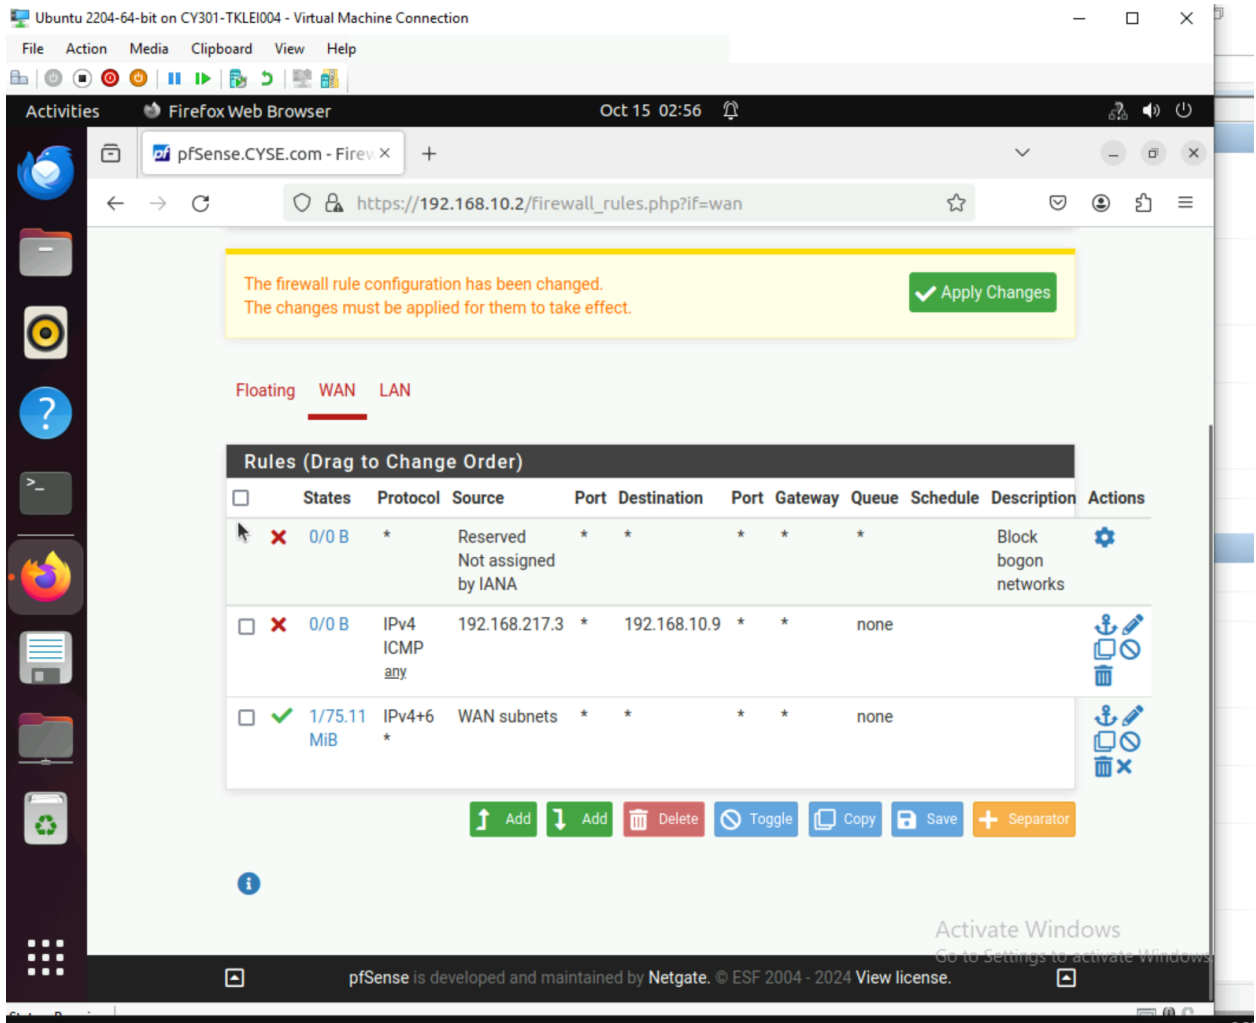 Ubuntu 2204-64-bit on CY301-TKLEI004 - Virtual Machine Connection
File Action Media Clipboard View Help
Activities Firefox Web Browser Oct 15 02:56
pfSense.CYSE.com - Firew
https://192.168.10.2/firewall_rules.php?if=wan
The firewall rule configuration has been changed.
The changes must be applied for them to take effect.
Apply Changes
Floating WAN LAN
Rules (Drag to Change Order)
States Protocol Source Port Destination Port Gateway Queue Schedule Description Actions
0/0 B * Reserved * * * * * Block
Not assigned bogon
by IANA networks
0/0 B IPv4 192.168.217.3 * 192.168.10.9 * * none
ICMP
any
1/75.11 IPv4+6 WAN subnets * * * * none
MiB *
Add Add Delete Toggle Copy Save Separator
Activate Windows
Go to Settings to activate Windows
pfSense is developed and maintained by Netgate. © ESF 2004 - 2024 View license.